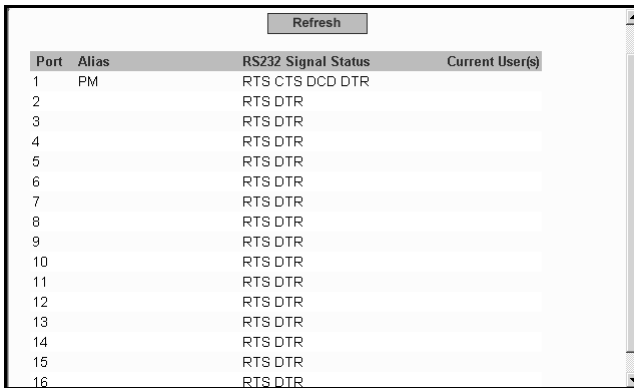 Refresh
Port Alias RS232 Signal Status Current User(s)
1 PM RTS CTS DCD DTR
2 RTS DTR
3 RTS DTR
4 RTS DTR
5 RTS DTR
6 RTS DTR
7 RTS DTR
8 RTS DTR
9 RTS DTR
10 RTS DTR
11 RTS DTR
12 RTS DTR
13 RTS DTR
14 RTS DTR
15 RTS DTR
16 RTS DTR